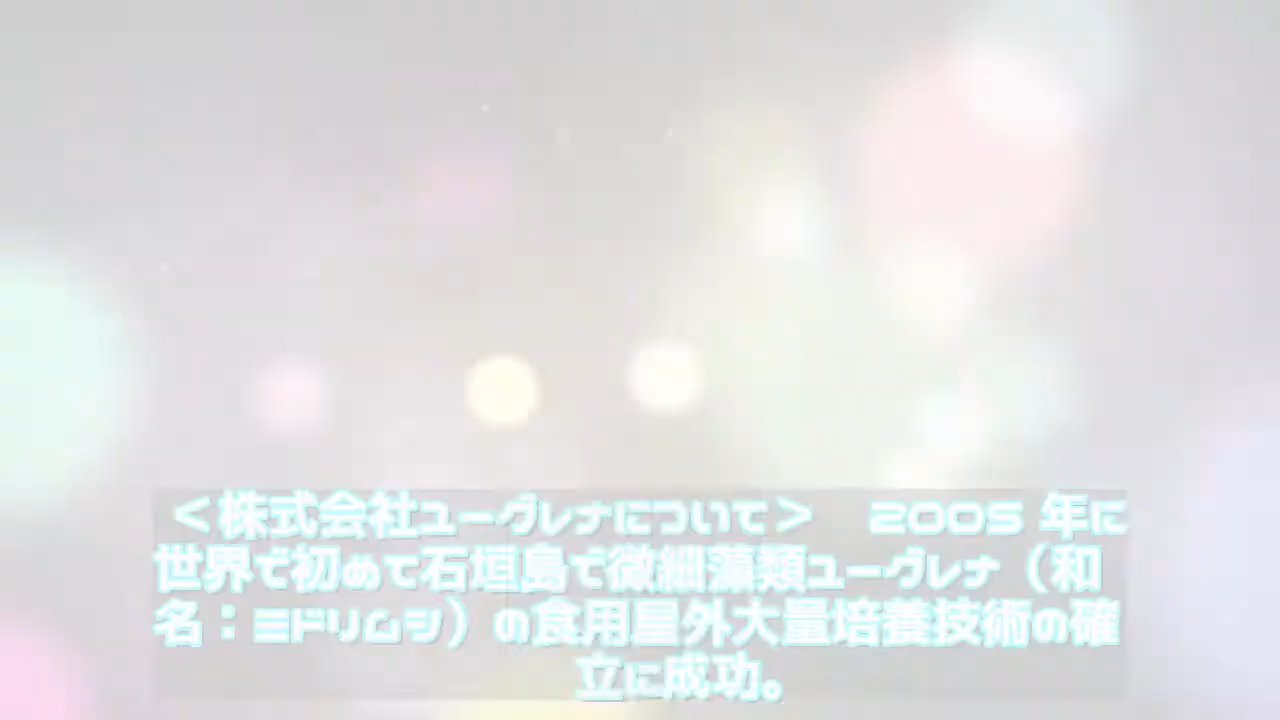 ＜株式会社ユーグレナについて＞　2005 年に
世界で初めて石垣島で微細藻類ユーグレナ（和
名：ミドリムシ）の食用屋外大量培養技術の確
立に成功。